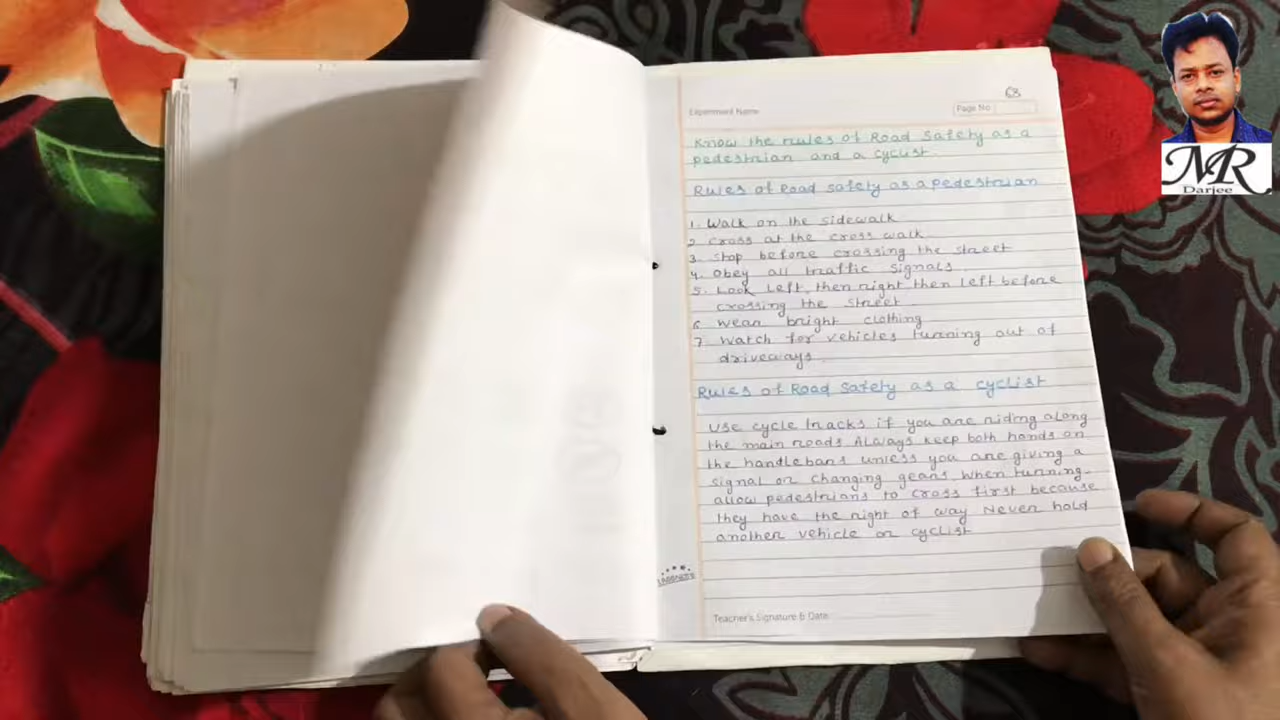 Experiment Name
Page No
63
Know the rules of Road Safety as a
pedestrian and a cyclist.
Rules of Road safety as a pedestrian
1. Walk on the sidewalk
2. Cross at the cross walk
3. Stop before crossing the street
4. Obey all traffic signals.
5. Look Left, then right then left before
crossing the street.
6. Wear bright clothing
7. Watch for vehicles turning out of
driveways.
Rules of Road Safety as a cyclist
Use cycle tracks if you are riding along
the main roads Always keep both hands on
the handlebars unless you are giving a
signal or changing gears. When turning
allow pedestrians to cross first because
they have the right of way Never hold
another vehicle or cyclist
Teacher's Signature & Date
MR
Darjee